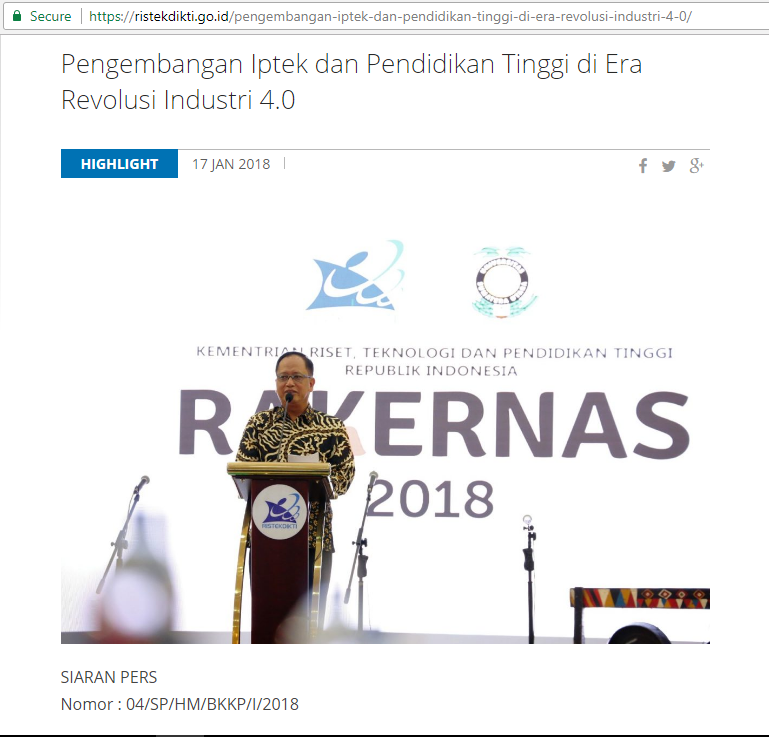 Secure https://ristekdikti.go.id/pengembangan-iptek-dan-pendidikan-tinggi-di-era-revolusi-industri-4-0/
Pengembangan Iptek dan Pendidikan Tinggi di Era
Revolusi Industri 4.0
HIGHLIGHT 17 JAN 2018
KEMENTRIAN RISET, TEKNOLOGI DAN PENDIDIKAN TINGGI
REPUBLIK INDONESIA
RAKERNAS
2018
RISTEKDIKTI
SIARAN PERS
Nomor : 04/SP/HM/BKKP/I/2018